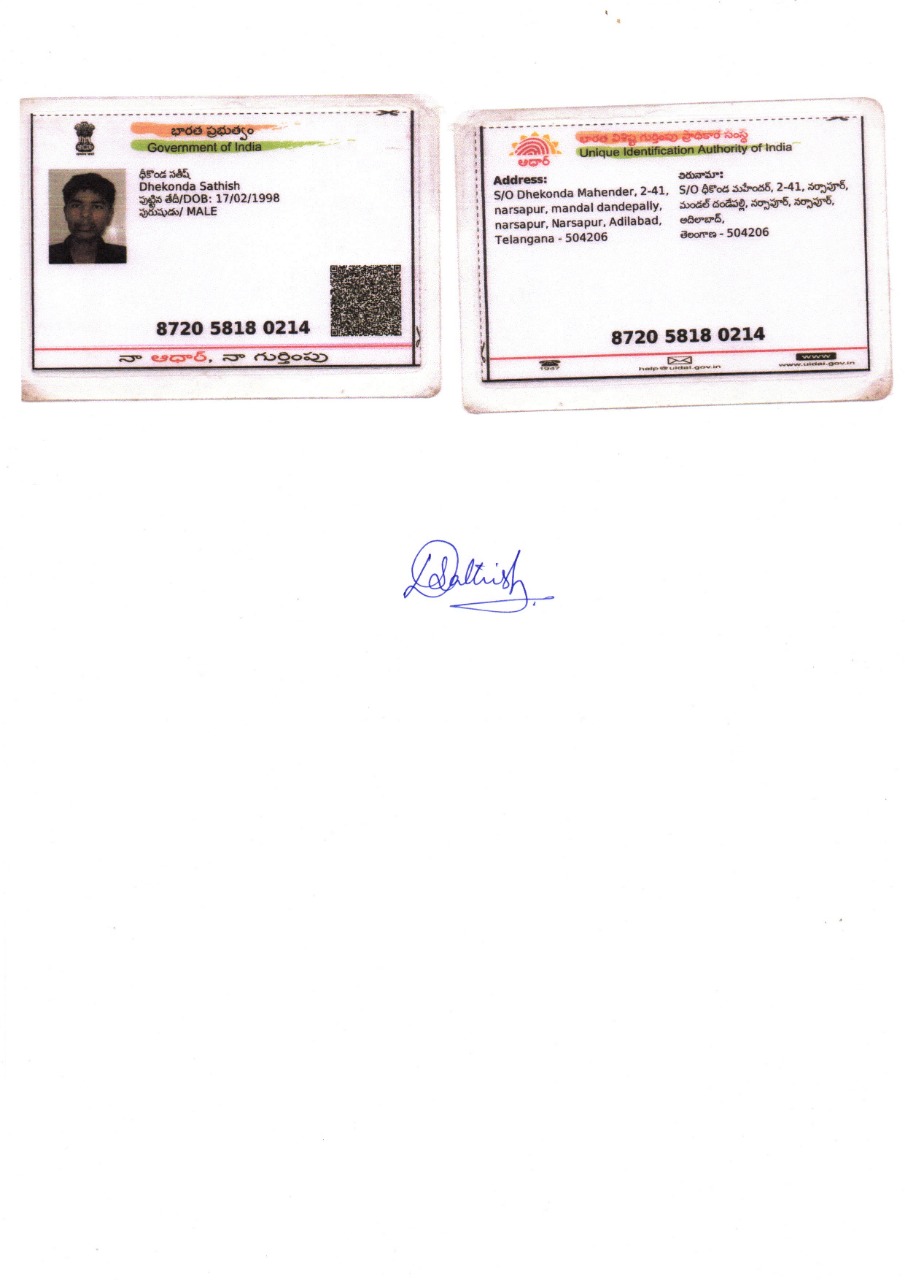 భారత ప్రభుత్వం
Government of India
ధీకొండ సతీష్
Dhekonda Sathish
పుట్టిన తేదీ/DOB: 17/02/1998
పురుషుడు/ MALE
8720 5818 0214
నా ఆధార్, నా గుర్తింపు
భారత విశిష్ట గుర్తింపు ప్రాధికార సంస్థ
Unique Identification Authority of India
ఆధార్
Address:
S/O Dhekonda Mahender, 2-41,
narsapur, mandal dandepally,
narsapur, Narsapur, Adilabad,
Telangana - 504206
చిరునామా:
S/O ధీకొండ మహేందర్, 2-41, నర్సాపూర్,
మండల్ దండేపల్లి, నర్సాపూర్, నర్సాపూర్,
ఆదిలాబాద్,
తెలంగాణ - 504206
8720 5818 0214
1947
help@uidai.gov.in
www
www.uidai.gov.in
DSathish